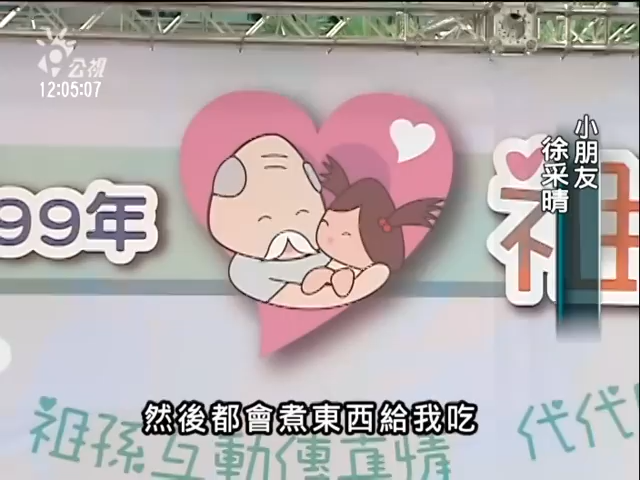 公視
12:05:07
小朋友
徐采晴
99年
祖
祖孫互動傳真情 代代
然後都會煮東西給我吃